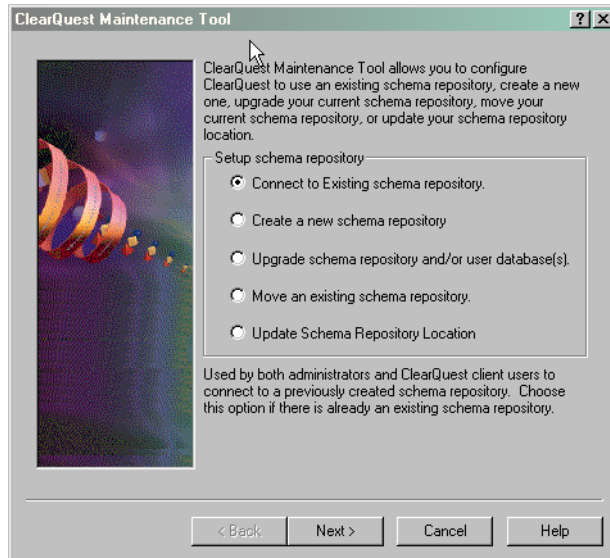 ClearQuest Maintenance Tool
ClearQuest Maintenance Tool allows you to configure
ClearQuest to use an existing schema repository, create a new
one, upgrade your current schema repository, move your
current schema repository, or update your schema repository
location.
Setup schema repository
Connect to Existing schema repository.
Create a new schema repository
Upgrade schema repository and/or user database(s).
Move an existing schema repository.
Update Schema Repository Location
Used by both administrators and ClearQuest client users to
connect to a previously created schema repository. Choose
this option if there is already an existing schema repository.
< Back
Next >
Cancel
Help